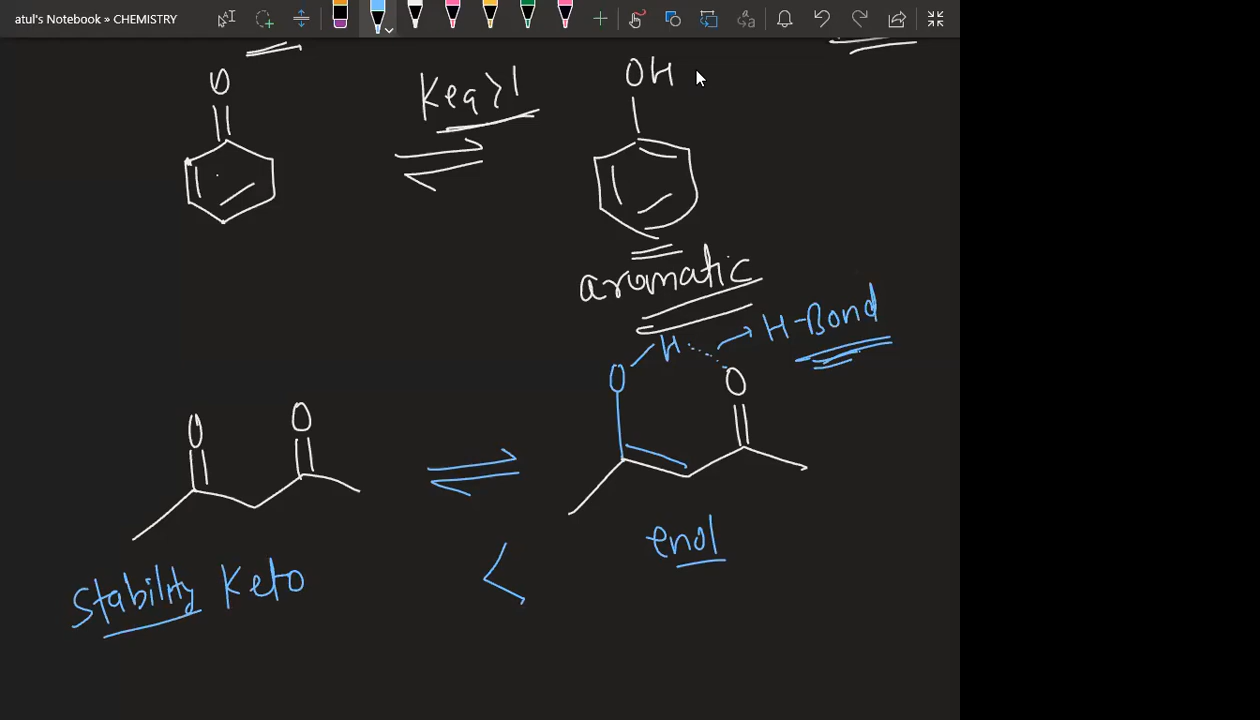 atul's Notebook » CHEMISTRY
O
Keq>1
OH
aromatic
H-Bond
H
O
O
O
O
enol
Stability Keto <